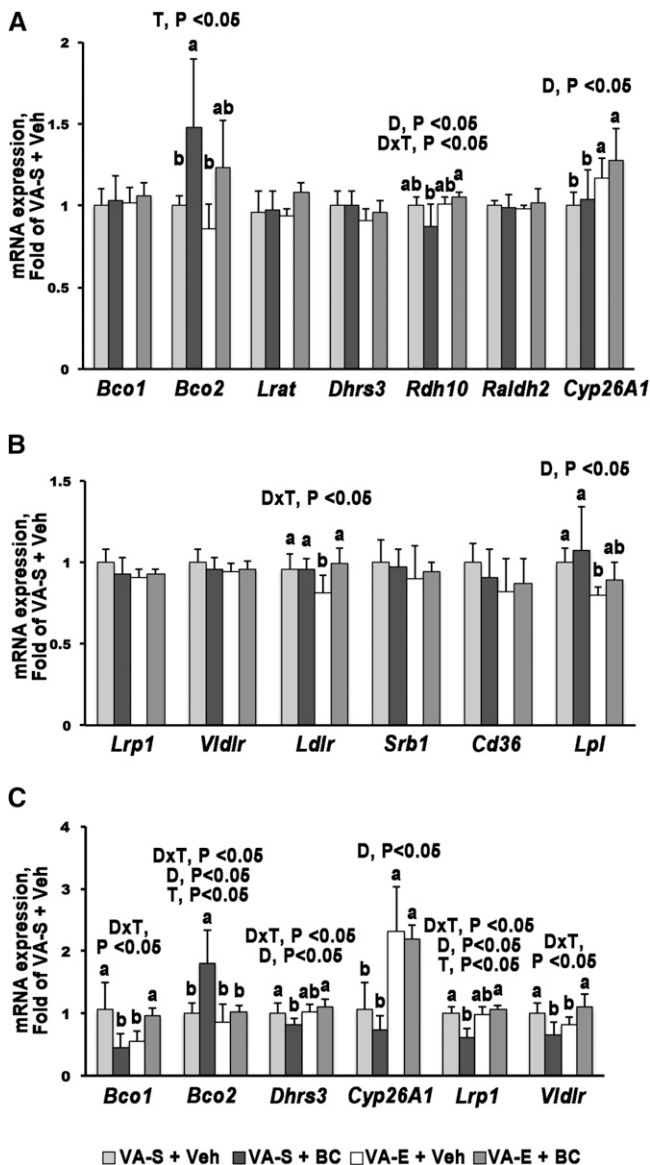 A
T, P <0.05
D, P <0.05
D, P <0.05
DxT, P <0.05
mRNA expression,
Fold of VA-S + Veh
2
1.5
1
0.5
0
b a b ab
ab b ab a
b b a a
Bco1 Bco2 Lrat Dhrs3 Rdh10 Raldh2 Cyp26A1
B
D, P <0.05
DxT, P <0.05
mRNA expression,
Fold of VA-S + Veh
1.5
1
0.5
0
a a b a
a a b ab
Lrp1 Vldlr Ldlr Srb1 Cd36 Lpl
C
DxT, P <0.05
D, P <0.05
T, P <0.05
D, P<0.05
DxT,
P <0.05
DxT, P <0.05
D, P<0.05
DxT, P <0.05
D, P<0.05
T, P<0.05
DxT,
P <0.05
mRNA expression,
Fold of VA-S + Veh
4
3
2
1
0
a b b a
b a b b
a b ab a
b b a a
a b ab a
a b b a
Bco1 Bco2 Dhrs3 Cyp26A1 Lrp1 Vldlr
VA-S + Veh VA-S + BC VA-E + Veh VA-E + BC